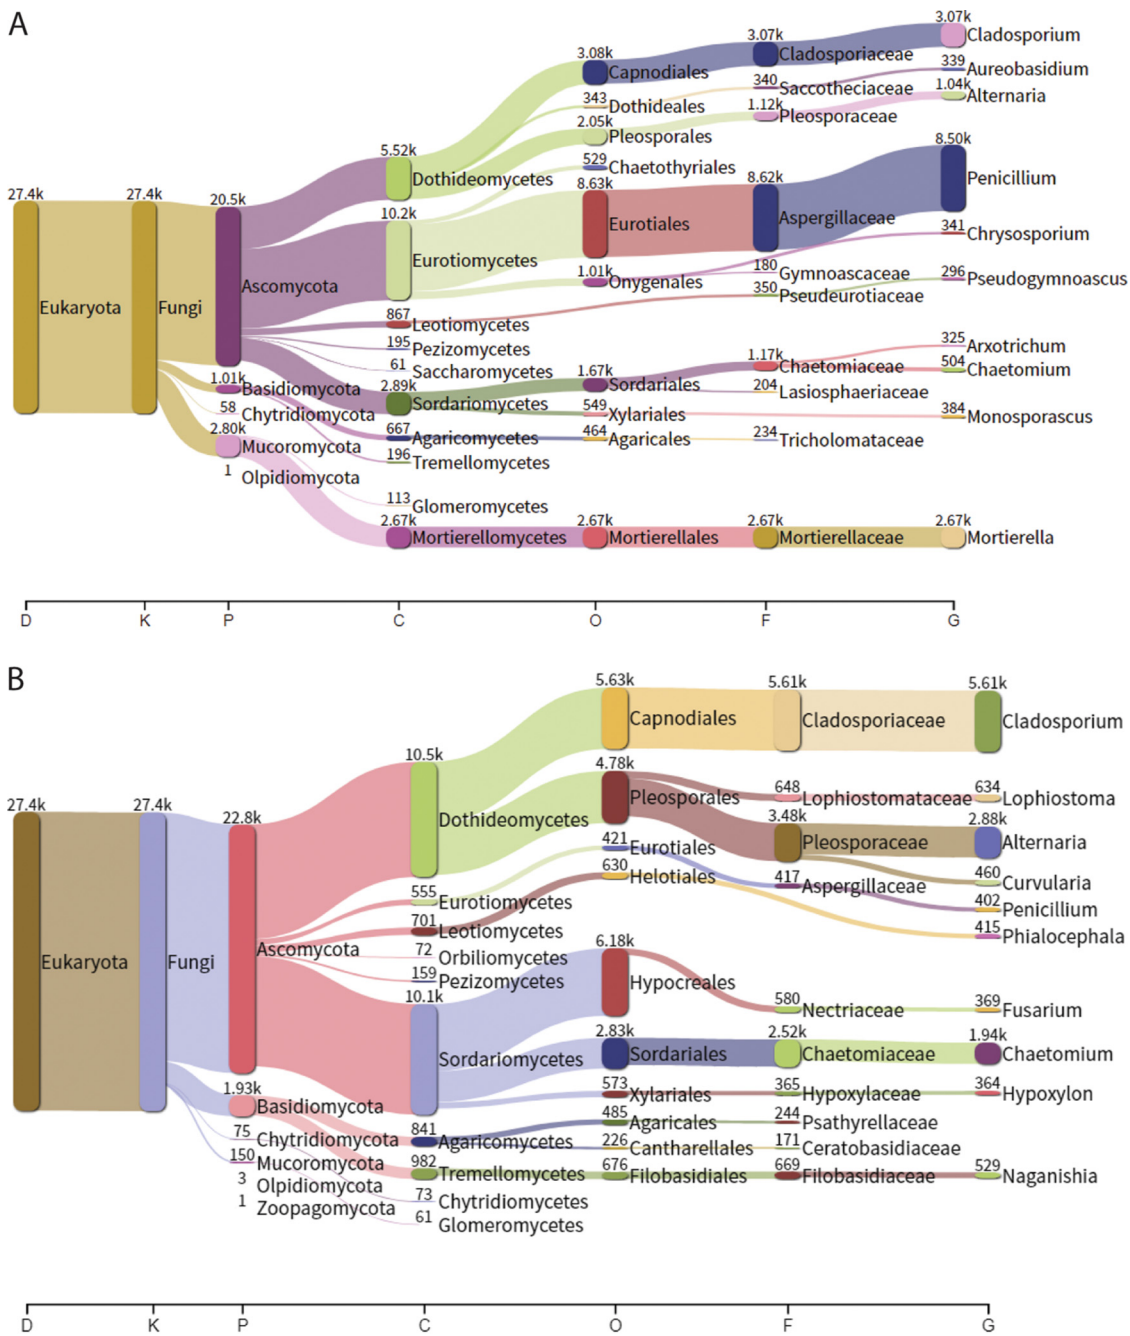 A
27.4k
Eukaryota
27.4k
Fungi
20.5k
Ascomycota
1.01k
Basidiomycota
58
Chytridiomycota
2.80k
Mucoromycota
1
Olpidiomycota
5.52k
Dothideomycetes
10.2k
Eurotiomycetes
867
Leotiomycetes
195
Pezizomycetes
61
Saccharomycetes
2.89k
Sordariomycetes
667
Agaricomycetes
196
Tremellomycetes
113
Glomeromycetes
2.67k
Mortierellomycetes
3.08k
Capnodiales
343
Dothideales
2.05k
Pleosporales
529
Chaetothyriales
8.63k
Eurotiales
1.01k
Onygenales
1.67k
Sordariales
549
Xylariales
464
Agaricales
2.67k
Mortierellales
3.07k
Cladosporiaceae
340
Saccotheciaceae
1.12k
Pleosporaceae
8.62k
Aspergillaceae
180
Gymnoascaceae
350
Pseudeurotiaceae
1.17k
Chaetomiaceae
204
Lasiosphaeriaceae
234
Tricholomataceae
2.67k
Mortierellaceae
3.07k
Cladosporium
339
Aureobasidium
1.04k
Alternaria
8.50k
Penicillium
341
Chrysosporium
296
Pseudogymnoascus
325
Arxotrichum
504
Chaetomium
384
Monosporascus
2.67k
Mortierella
D K P C O F G
B
27.4k
Eukaryota
27.4k
Fungi
22.8k
Ascomycota
1.93k
Basidiomycota
75
Chytridiomycota
150
Mucoromycota
3
Olpidiomycota
1
Zoopagomycota
10.5k
Dothideomycetes
555
Eurotiomycetes
701
Leotiomycetes
72
Orbiliomycetes
159
Pezizomycetes
10.1k
Sordariomycetes
841
Agaricomycetes
982
Tremellomycetes
73
Chytridiomycetes
61
Glomeromycetes
5.63k
Capnodiales
4.78k
Pleosporales
421
Eurotiales
630
Helotiales
6.18k
Hypocreales
2.83k
Sordariales
573
Xylariales
485
Agaricales
226
Cantharellales
676
Filobasidiales
5.61k
Cladosporiaceae
648
Lophiostomataceae
3.48k
Pleosporaceae
417
Aspergillaceae
580
Nectriaceae
2.52k
Chaetomiaceae
365
Hypoxylaceae
244
Psathyrellaceae
171
Ceratobasidiaceae
669
Filobasidiaceae
5.61k
Cladosporium
634
Lophiostoma
2.88k
Alternaria
460
Curvularia
402
Penicillium
415
Phialocephala
369
Fusarium
1.94k
Chaetomium
364
Hypoxylon
529
Naganishia
D K P C O F G